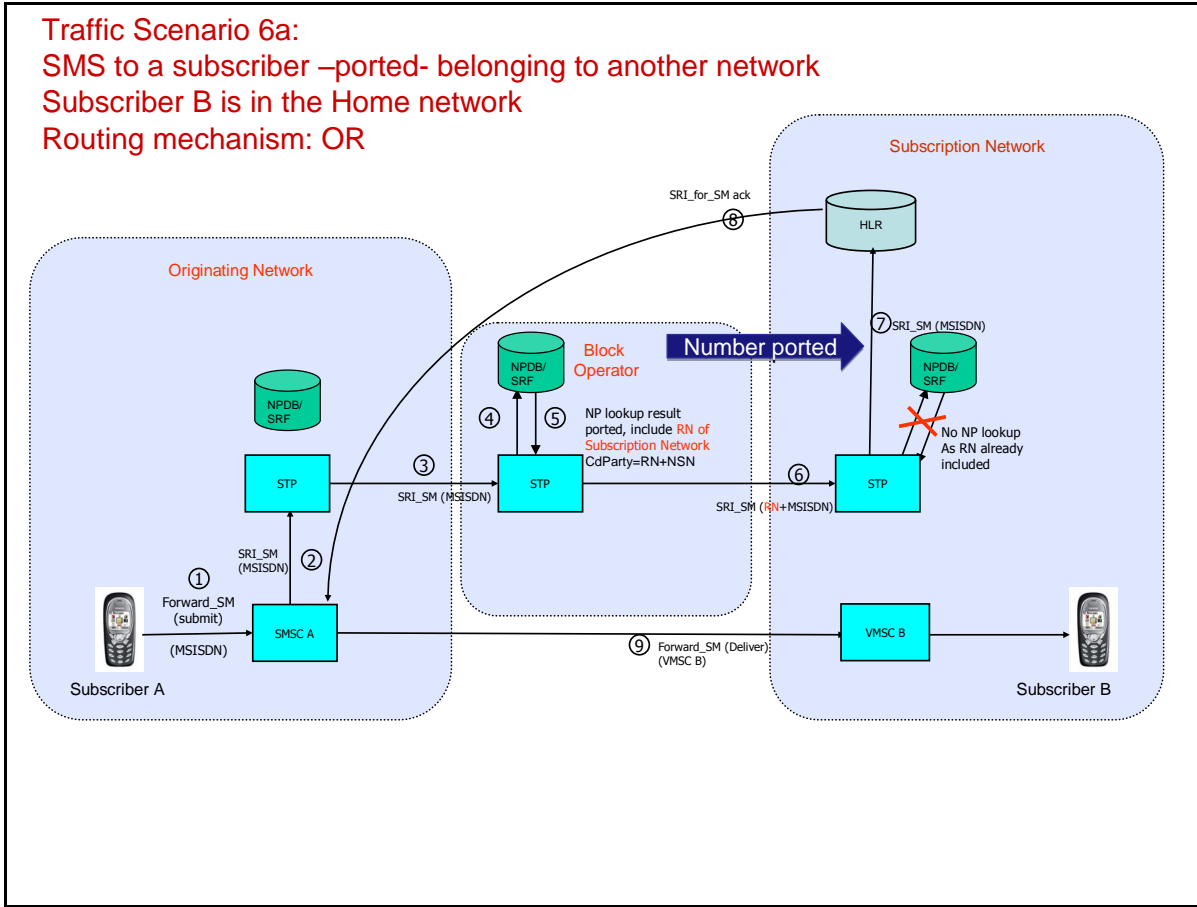 Traffic Scenario 6a:
SMS to a subscriber –ported- belonging to another network
Subscriber B is in the Home network
Routing mechanism: OR
Subscription Network
SRI_for_SM ack
8
HLR
Originating Network
7
SRI_SM (MSISDN)
Number ported
NPDB/
SRF
Block
Operator
NPDB/
SRF
NPDB/
SRF
4
5
NP lookup result
ported, include RN of
Subscription Network
CdParty=RN+NSN
No NP lookup
As RN already
included
3
6
STP
STP
STP
SRI_SM (MSISDN)
SRI_SM (RN+MSISDN)
SRI_SM
(MSISDN)
2
1
Forward_SM
(submit)
(MSISDN)
SMSC A
VMSC B
9
Forward_SM (Deliver)
(VMSC B)
Subscriber A
Subscriber B